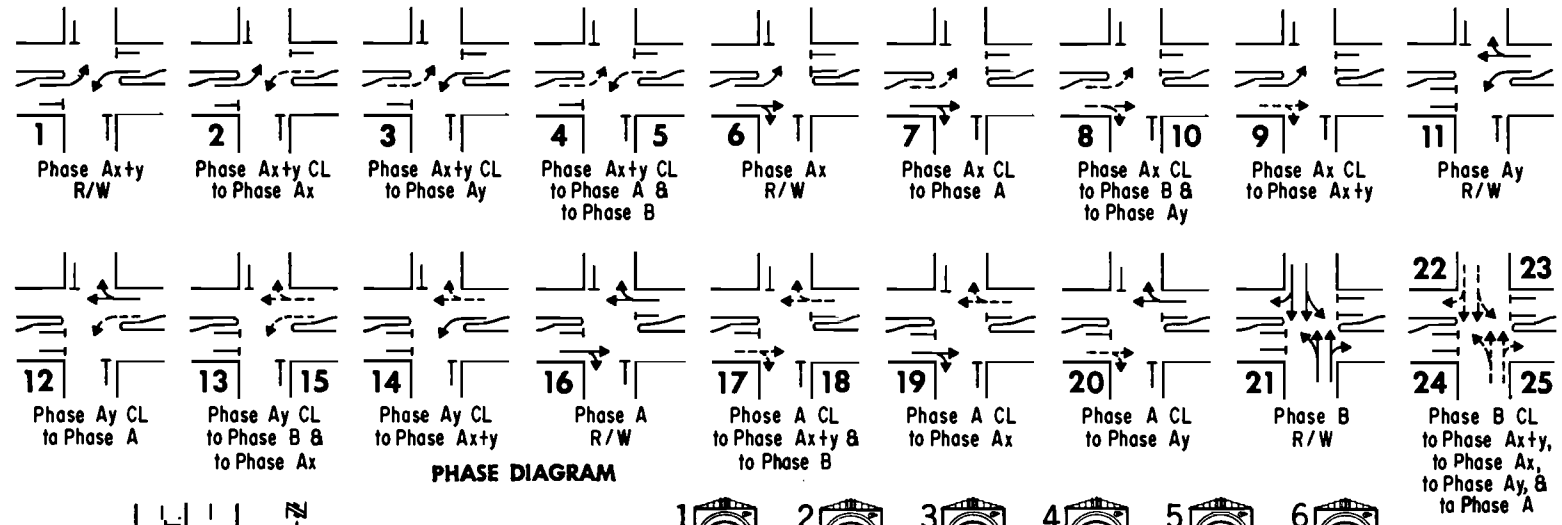 1
Phase Ax+y
R/W
2
Phase Ax+y CL
to Phase Ax
3
Phase Ax+y CL
to Phase Ay
4 5
Phase Ax+y CL
to Phase A &
to Phase B
6
Phase Ax
R/W
7
Phase Ax CL
to Phase A
8 10
Phase Ax CL
to Phase B &
to Phase Ay
9
Phase Ax CL
to Phase Ax+y
11
Phase Ay
R/W
12
Phase Ay CL
to Phase A
13 15
Phase Ay CL
to Phase B &
to Phase Ax
14
Phase Ay CL
to Phase Ax+y
16
Phase A
R/W
17 18
Phase A CL
to Phase Ax+y &
to Phase B
19
Phase A CL
to Phase Ax
20
Phase A CL
to Phase Ay
21
Phase B
R/W
22 23
24 25
Phase B CL
to Phase Ax+y,
to Phase Ax,
to Phase Ay, &
to Phase A
PHASE DIAGRAM
1 2 3 4 5 6